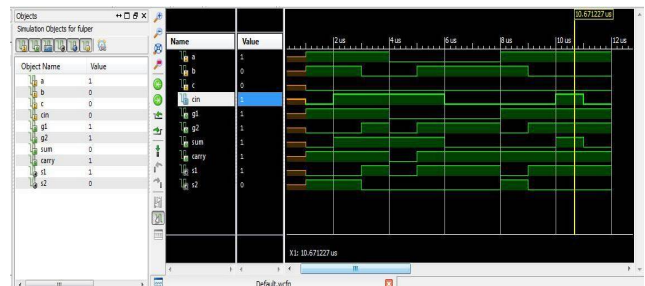 Objects
Simulation Objects for fulper
Object Name Value
a 1
b 0
c 0
cin 0
g1 1
g2 1
sum 0
carry 1
s1 1
s2 0
Name Value
a 1
b 0
c 0
cin 1
g1 1
g2 1
sum 1
carry 1
s1 1
s2 0
10.671227 us
2 us 4 us 6 us 8 us 10 us 12 us
X1: 10.671227 us
Default.wcfg